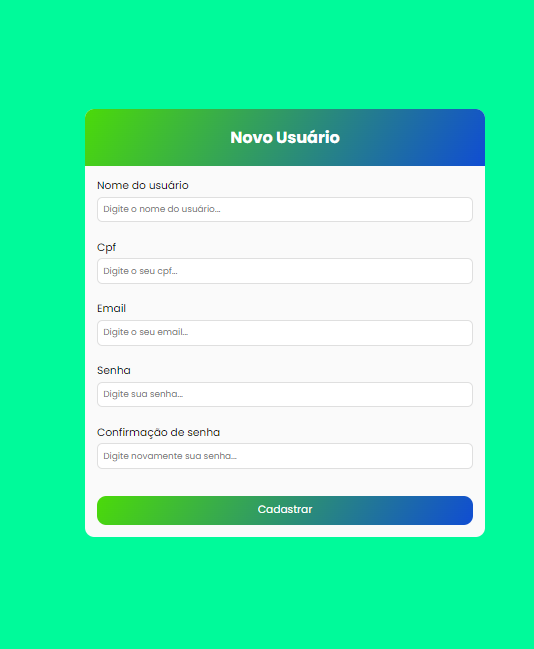 Novo Usuário
Nome do usuário
Digite o nome do usuário...
Cpf
Digite o seu cpf...
Email
Digite o seu email...
Senha
Digite sua senha...
Confirmação de senha
Digite novamente sua senha...
Cadastrar